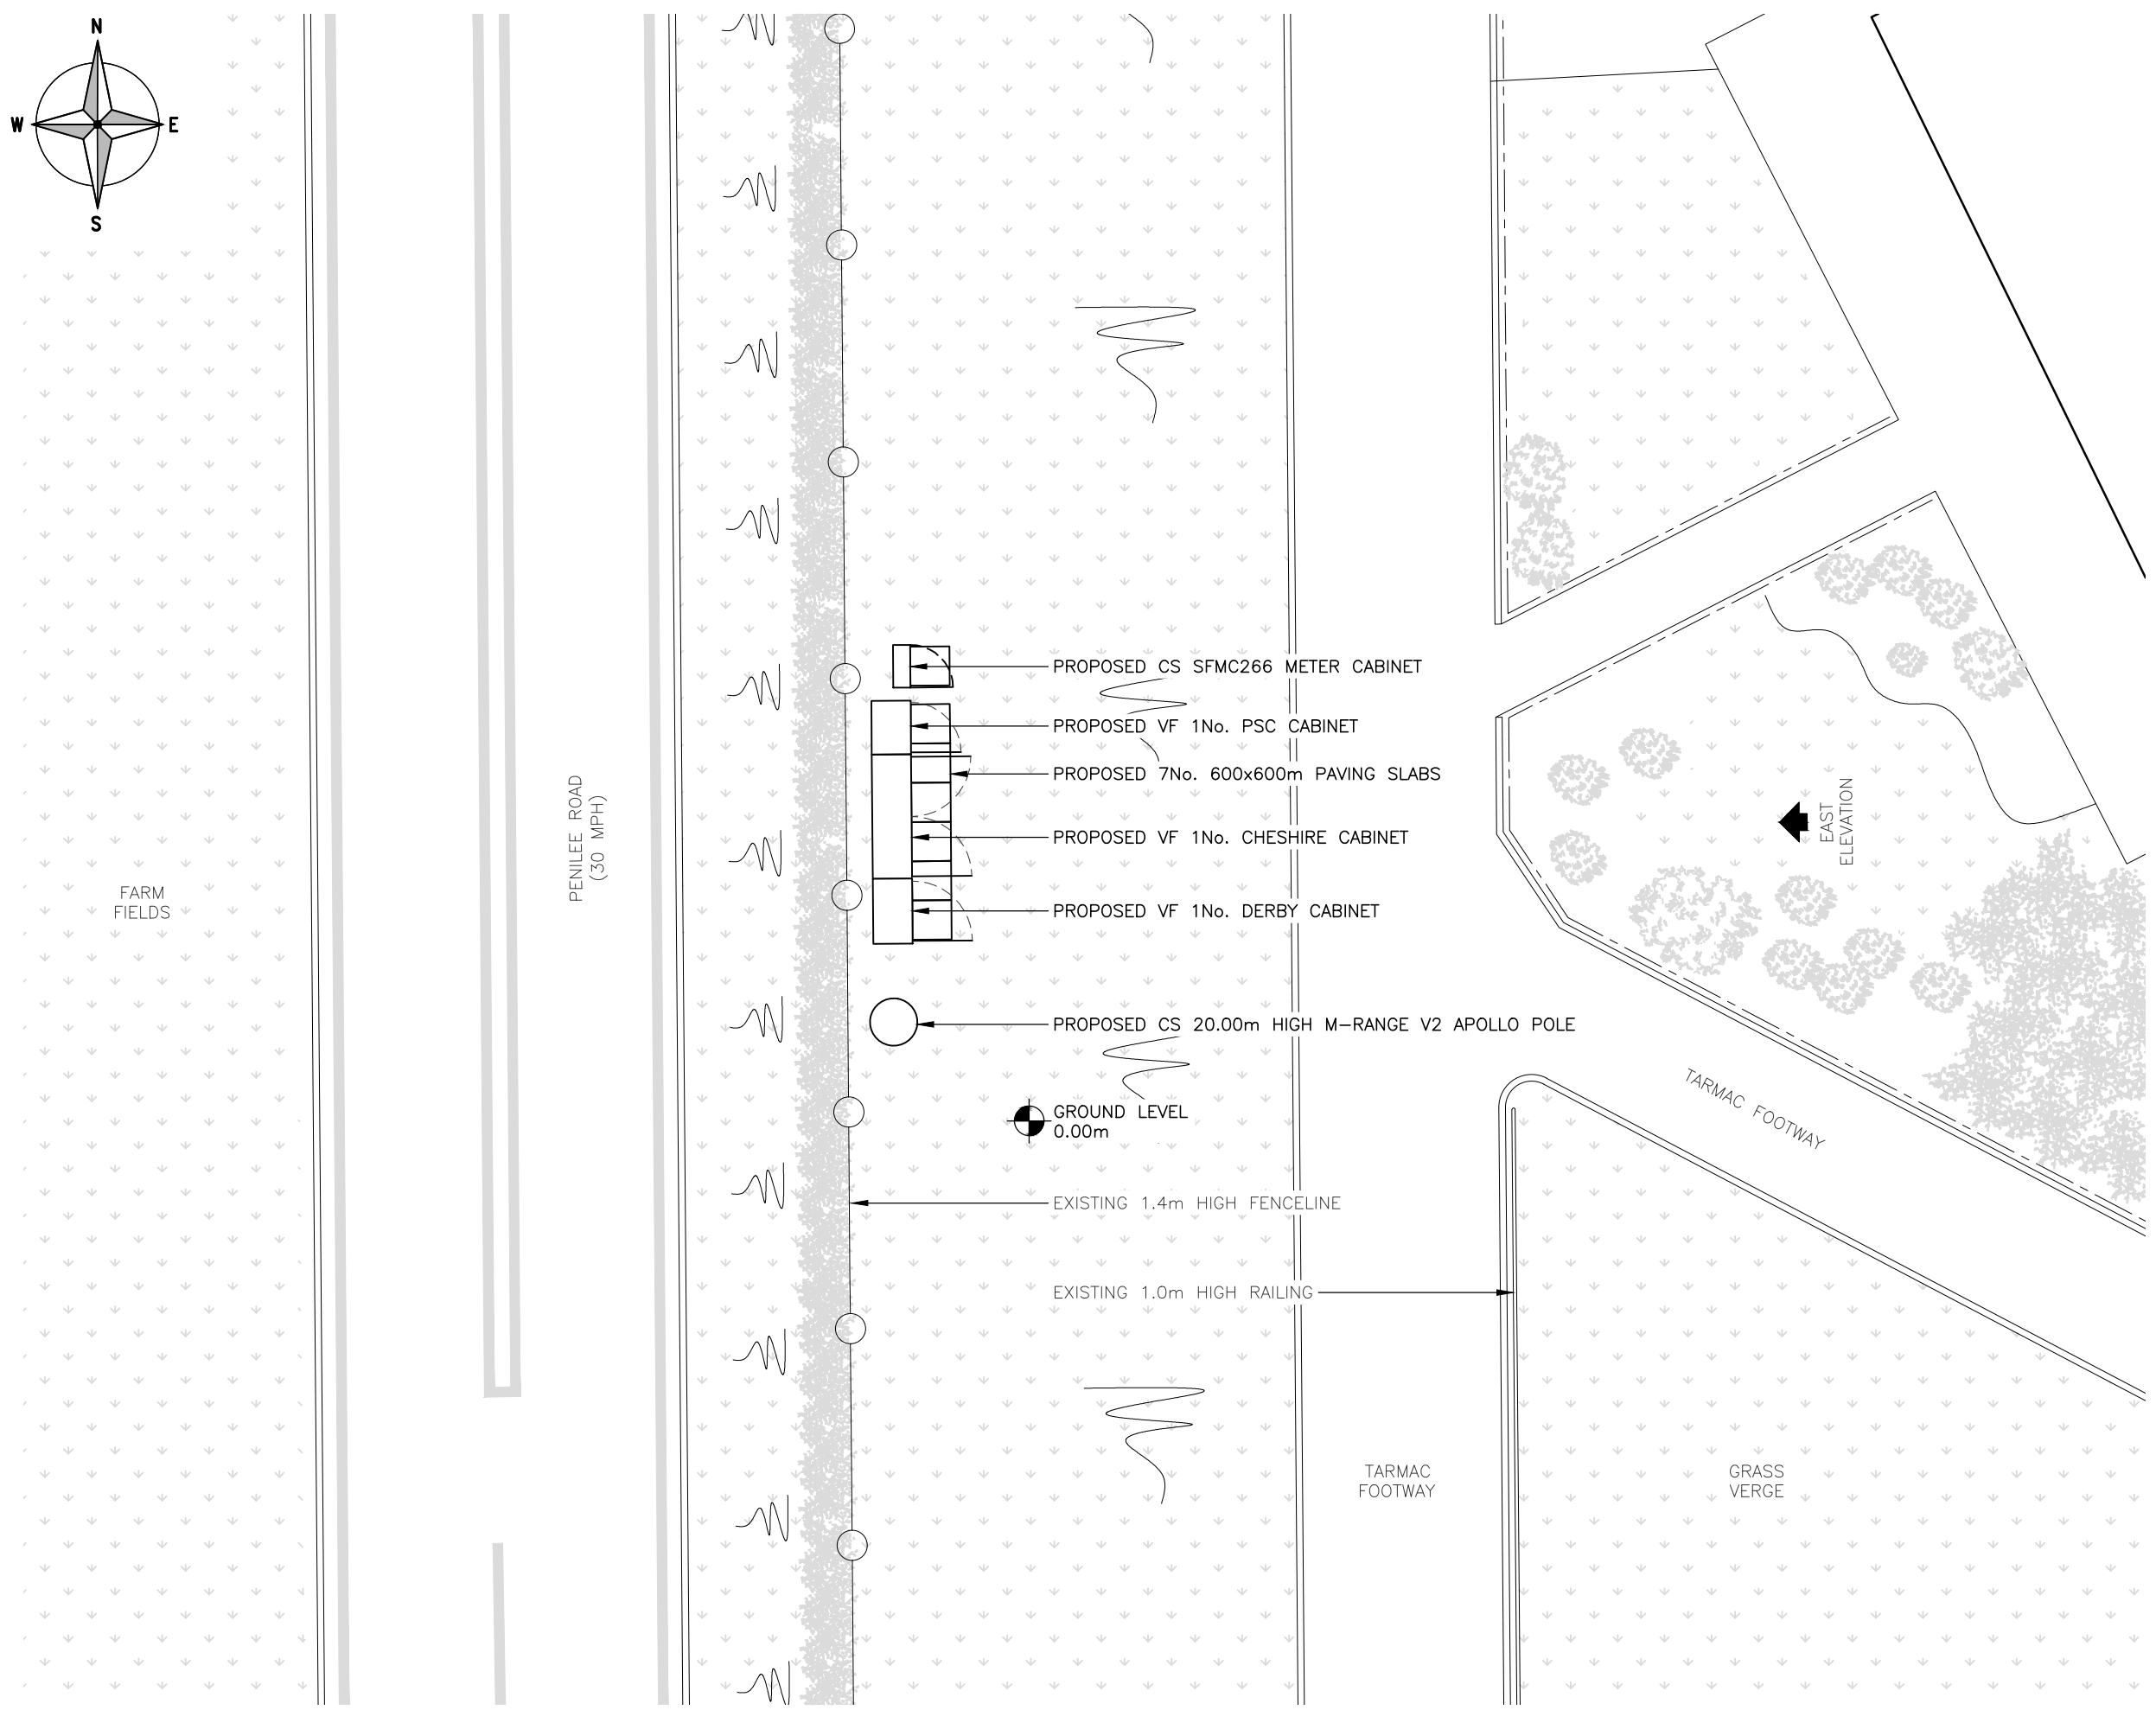 N
W
E
S
PROPOSED CS SFMC266 METER CABINET
PROPOSED VF 1No. PSC CABINET
PROPOSED 7No. 600x600m PAVING SLABS
PROPOSED VF 1No. CHESHIRE CABINET
PROPOSED VF 1No. DERBY CABINET
PENILEE ROAD
(30 MPH)
EAST
ELEVATION
FARM
FIELDS
PROPOSED CS 20.00m HIGH M-RANGE V2 APOLLO POLE
TARMAC FOOTWAY
GROUND LEVEL
0.00m
EXISTING 1.4m HIGH FENCELINE
EXISTING 1.0m HIGH RAILING
TARMAC
FOOTWAY
GRASS
VERGE